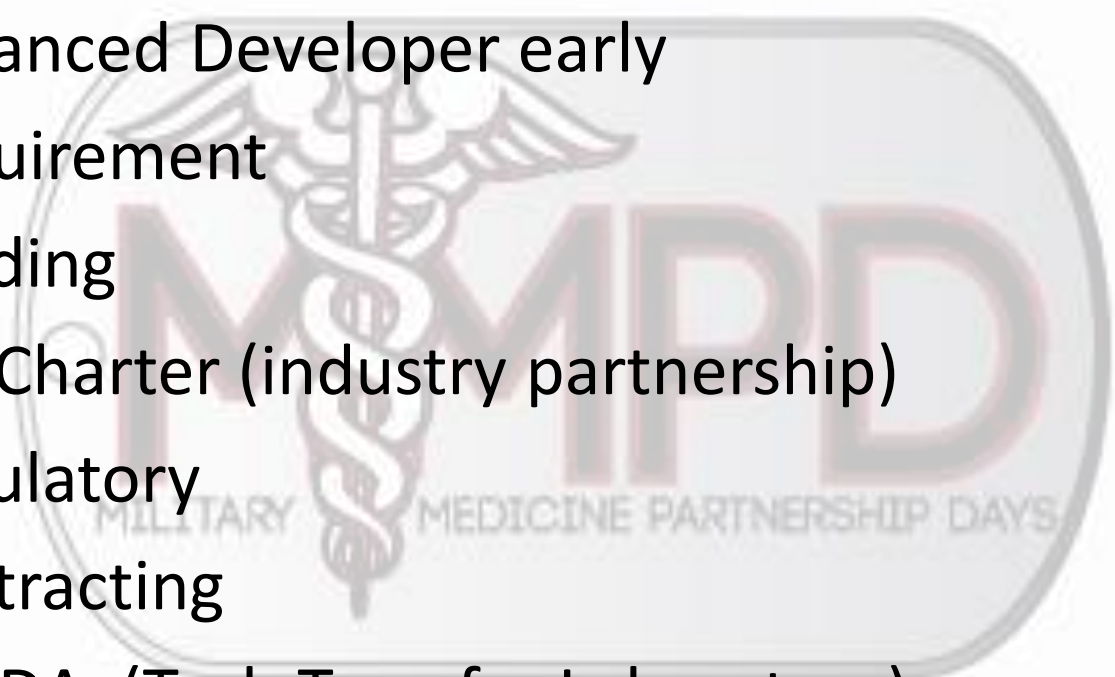 anced Developer early
uirement
ding
Charter (industry partnership)
ulatory
MMPD
MILITARY MEDICINE PARTNERSHIP DAYS
tracting